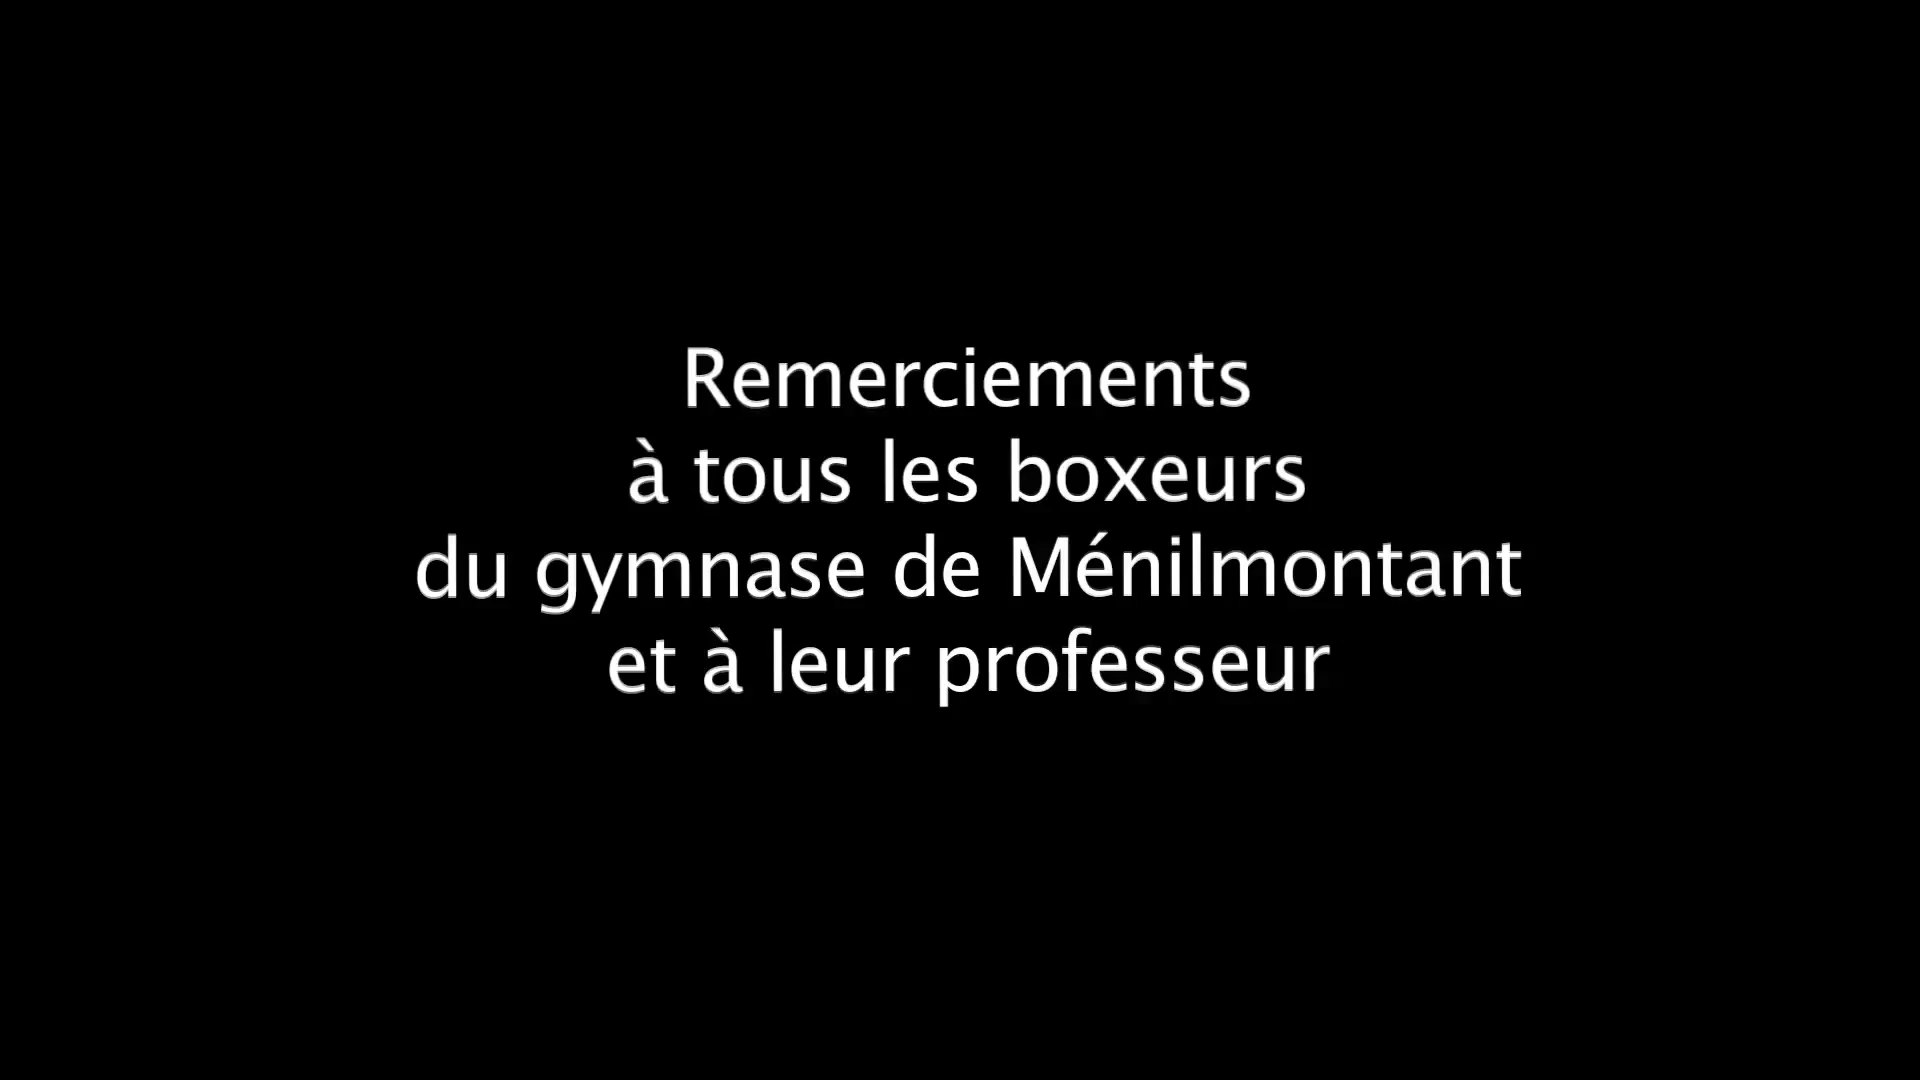 Remerciements
à tous les boxeurs
du gymnase de Ménilmontant
et à leur professeur